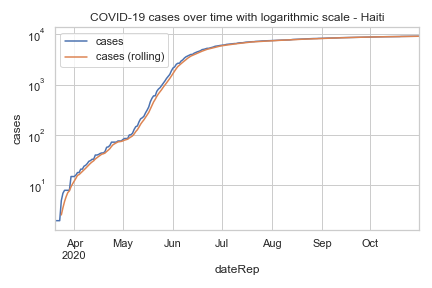 COVID-19 cases over time with logarithmic scale - Haiti
cases
cases (rolling)
10⁴
10³
10²
10¹
cases
Apr May Jun Jul Aug Sep Oct
2020
dateRep